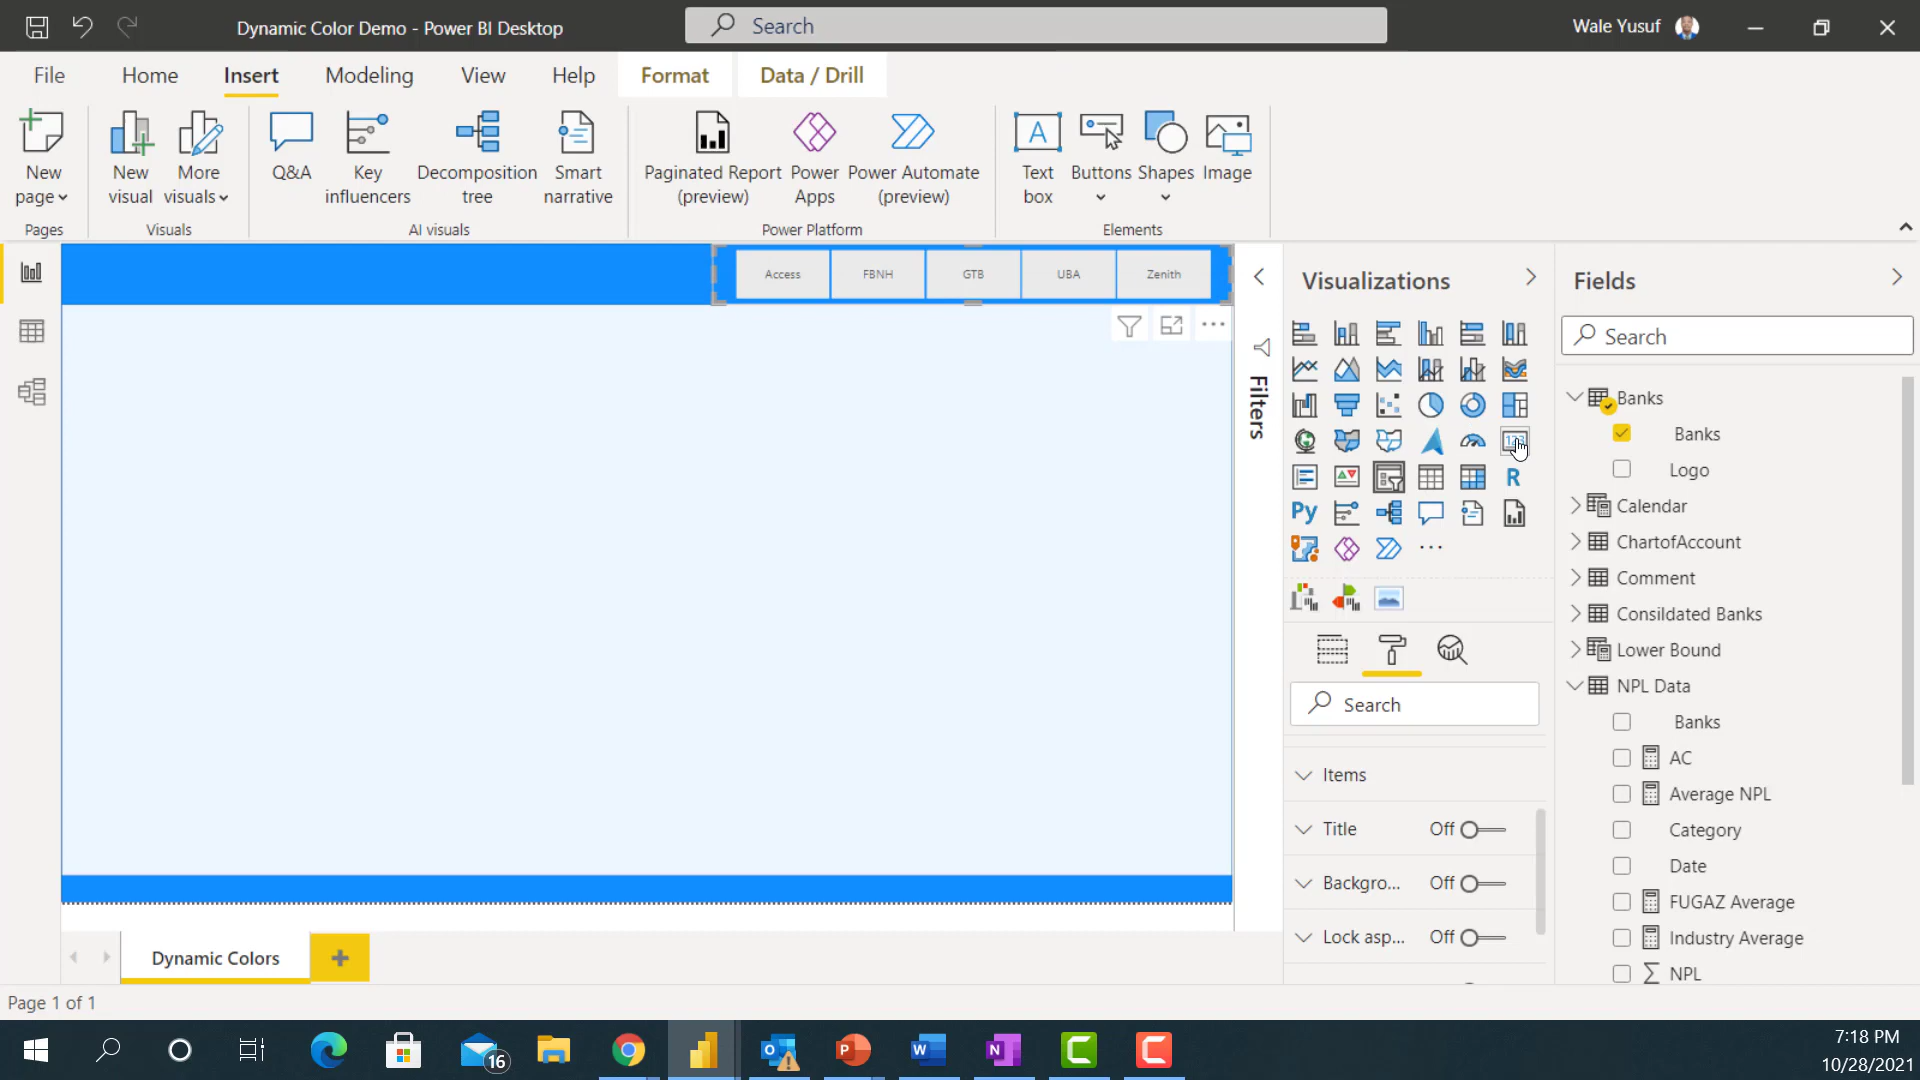 Dynamic Color Demo - Power BI Desktop
Search
Wale Yusuf
File
Home
Insert
Modeling
View
Help
Format
Data / Drill
New
page
New
visual
More
visuals
Q&A
Key
influencers
Decomposition
tree
Smart
narrative
Paginated Report
(preview)
Power
Apps
Power Automate
(preview)
Text
box
Buttons
Shapes
Image
Pages
Visuals
AI visuals
Power Platform
Elements
Access
FBNH
GTB
UBA
Zenith
Filters
Visualizations
123
R
Py
Search
Items
Title
Off
Backgro...
Off
Lock asp...
Off
Fields
Search
Banks
Banks
Logo
Calendar
ChartofAccount
Comment
Consildated Banks
Lower Bound
NPL Data
Banks
AC
Average NPL
Category
Date
FUGAZ Average
Industry Average
NPL
Dynamic Colors
Page 1 of 1
16
7:18 PM
10/28/2021